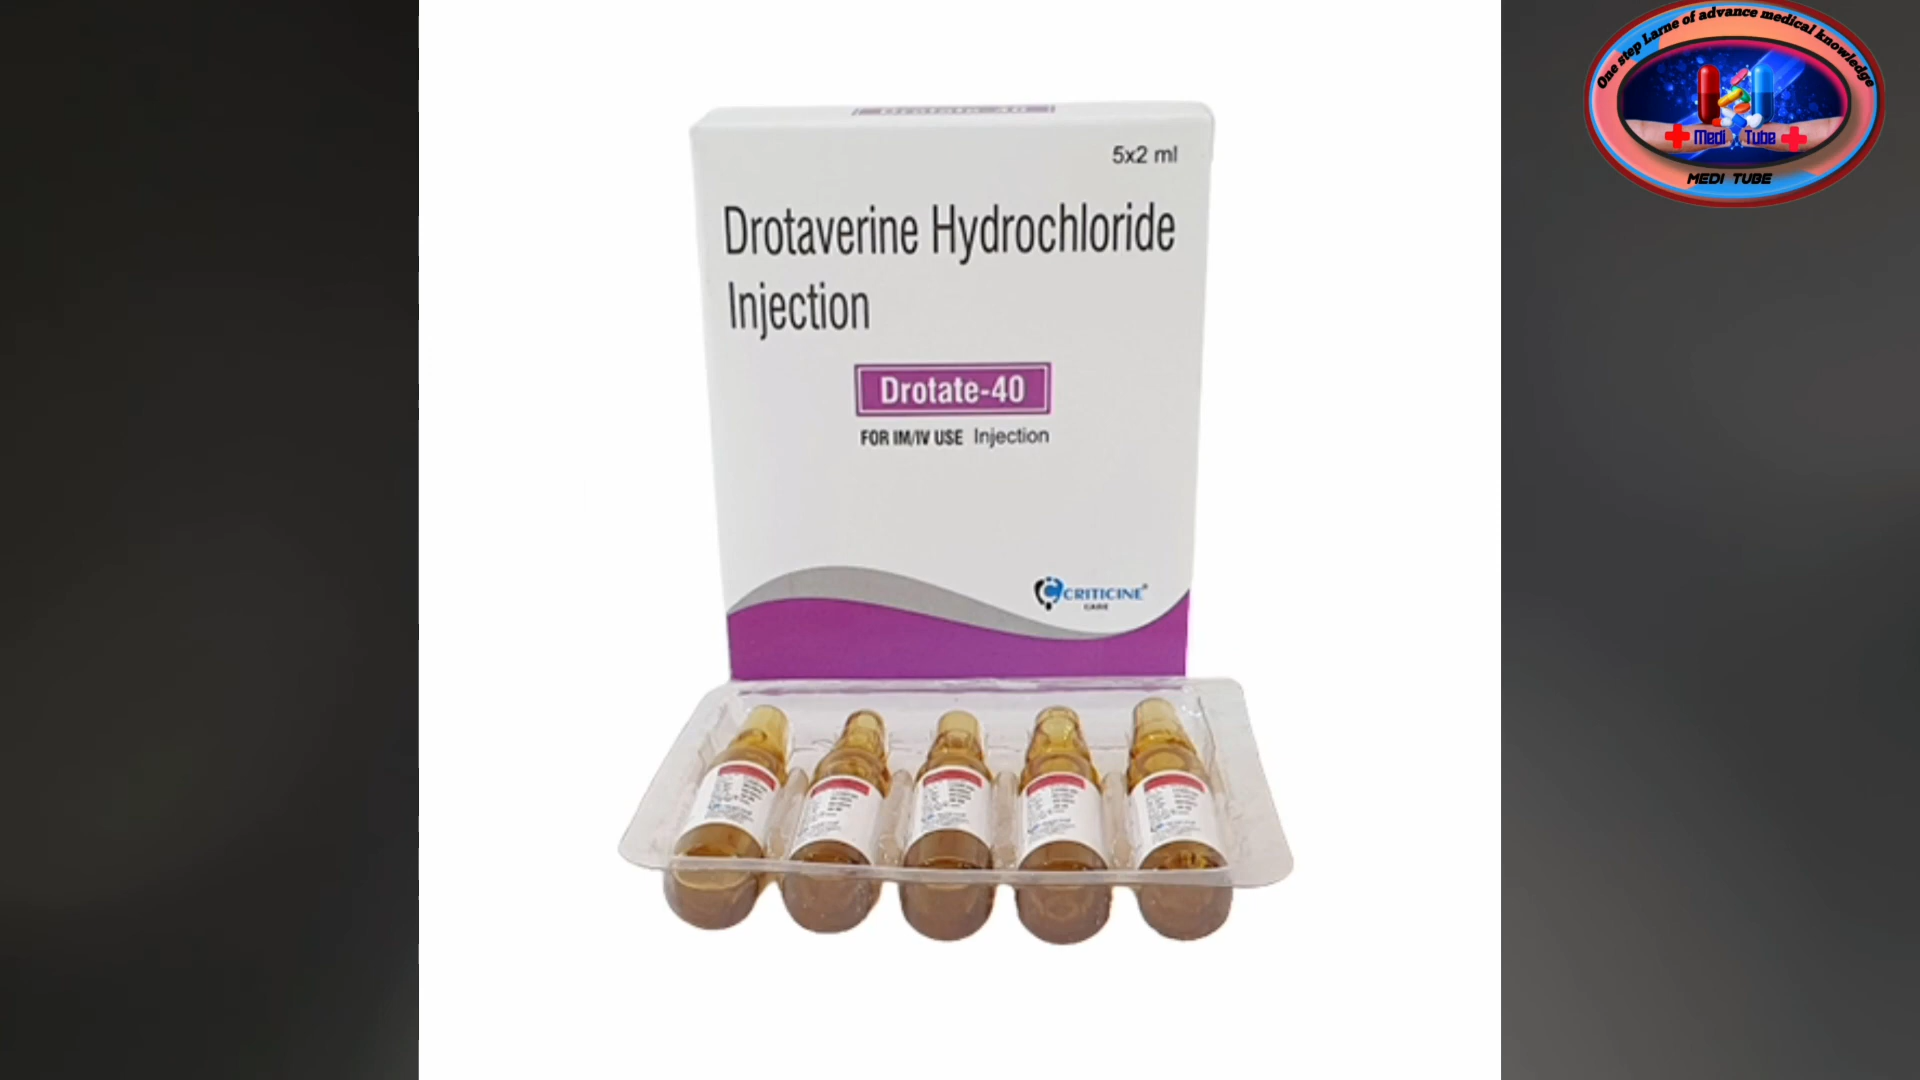 One step Larne of advance medical knowledge
Medi Tube
MEDI TUBE
Drotate-40
5x2 ml
Drotaverine Hydrochloride
Injection
Drotate-40
FOR IM/IV USE Injection
CRITICINE
CARE